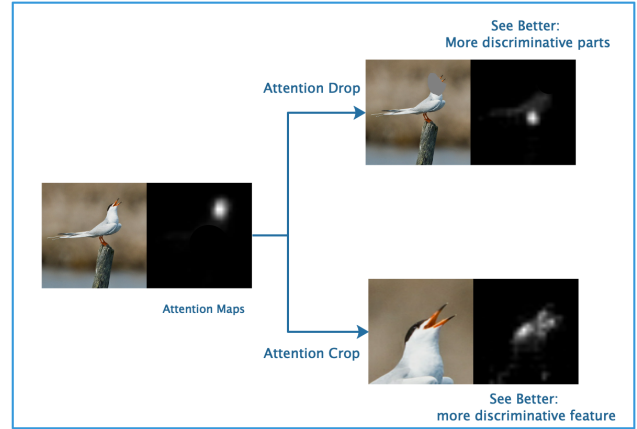 See Better:
More discriminative parts
Attention Drop
Attention Maps
Attention Crop
See Better:
more discriminative feature